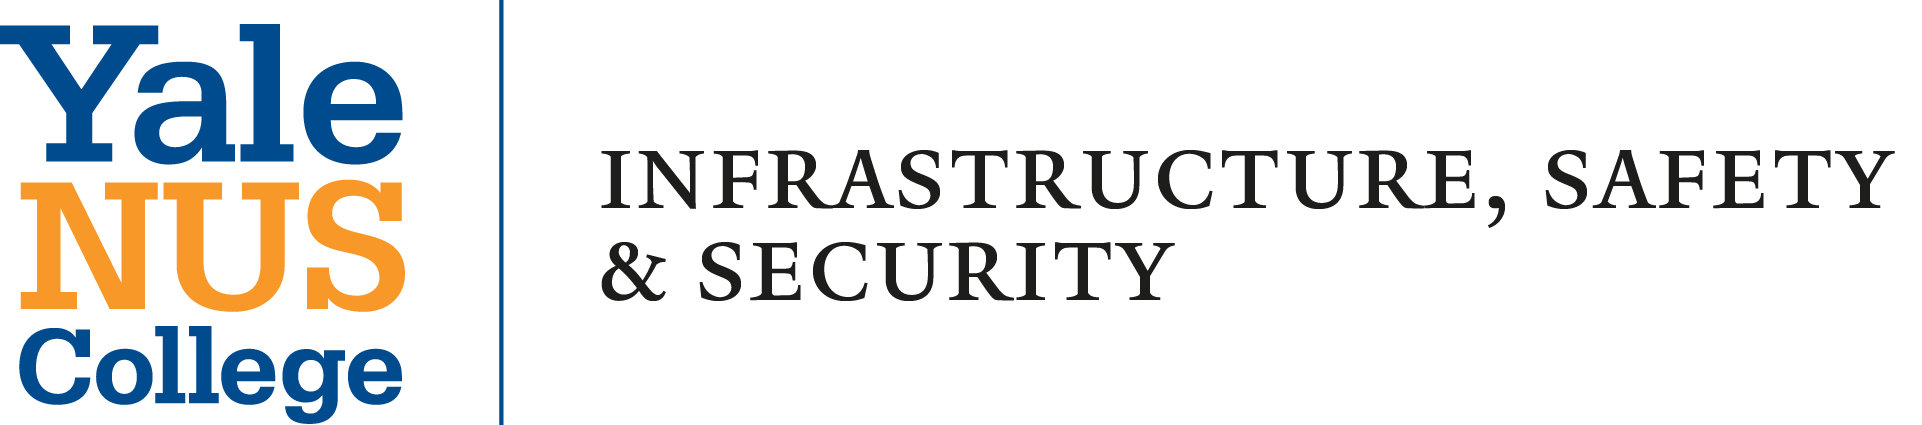 Yale
NUS
College
INFRASTRUCTURE, SAFETY
& SECURITY